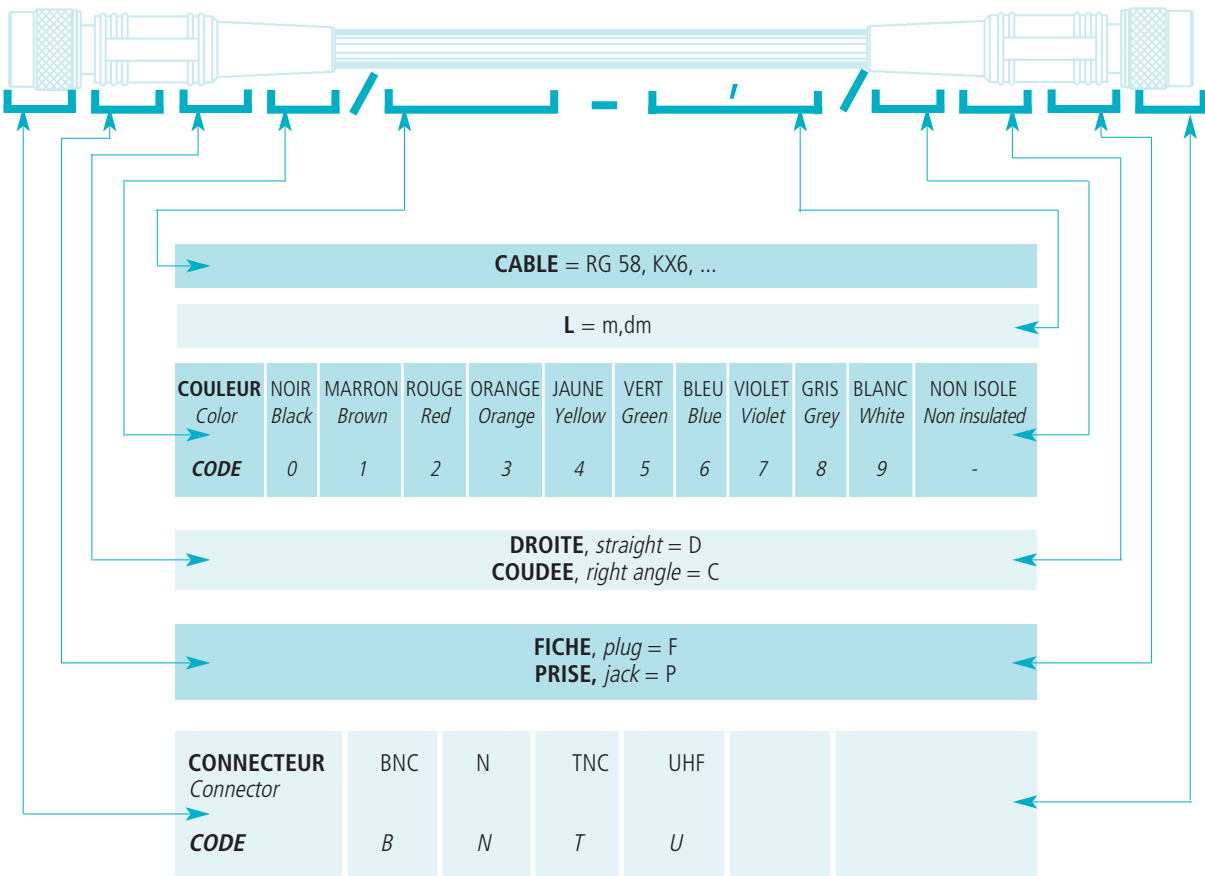 / - , /
CABLE = RG 58, KX6, ...
L = m,dm
COULEUR NOIR MARRON ROUGE ORANGE JAUNE VERT BLEU VIOLET GRIS BLANC NON ISOLE
Color Black Brown Red Orange Yellow Green Blue Violet Grey White Non insulated
CODE 0 1 2 3 4 5 6 7 8 9 -
DROITE, straight = D
COUDEE, right angle = C
FICHE, plug = F
PRISE, jack = P
CONNECTEUR BNC N TNC UHF
Connector
CODE B N T U